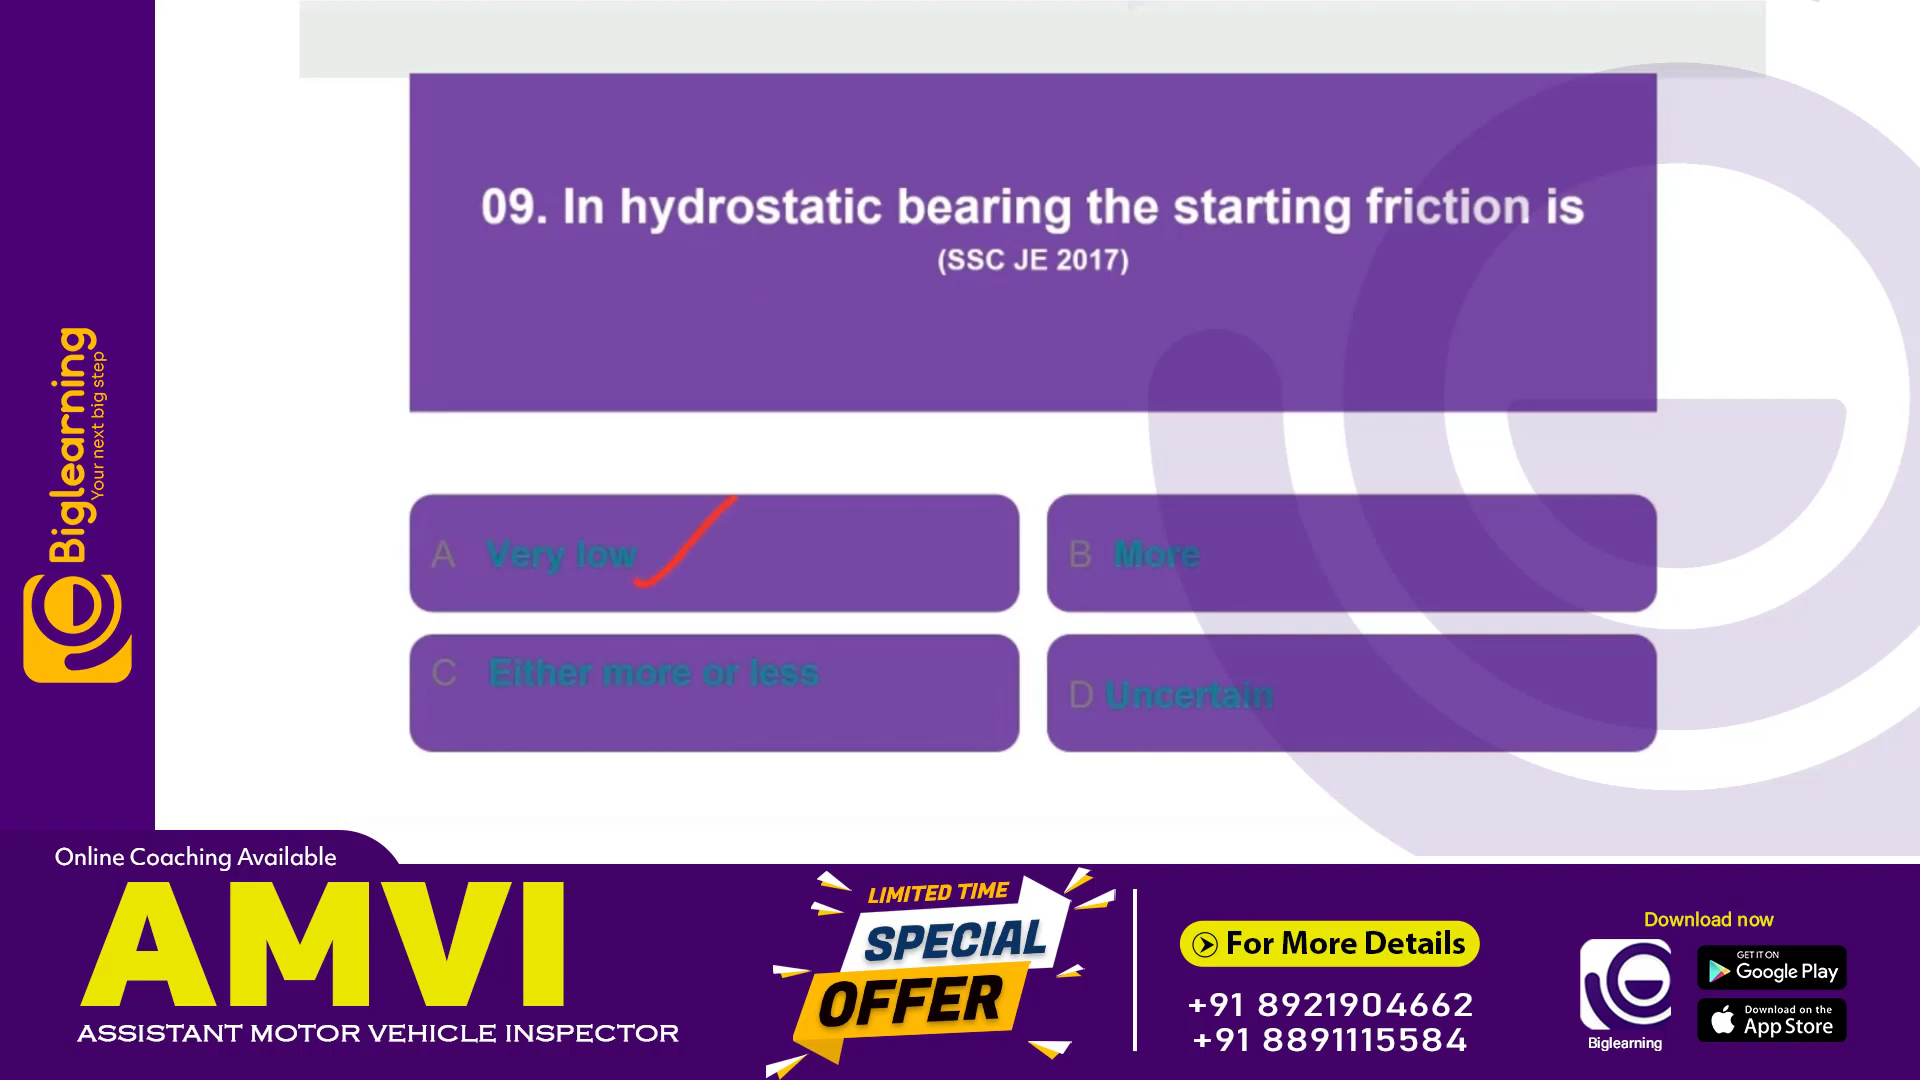 09. In hydrostatic bearing the starting friction is
(SSC JE 2017)
A Very low
B More
C Either more or less
D Uncertain
Biglearning
Your next big step
Online Coaching Available
AMVI
ASSISTANT MOTOR VEHICLE INSPECTOR
LIMITED TIME
SPECIAL
OFFER
For More Details
+91 8921904662
+91 8891115584
Download now
GET IT ON
Google Play
Download on the
App Store
Biglearning